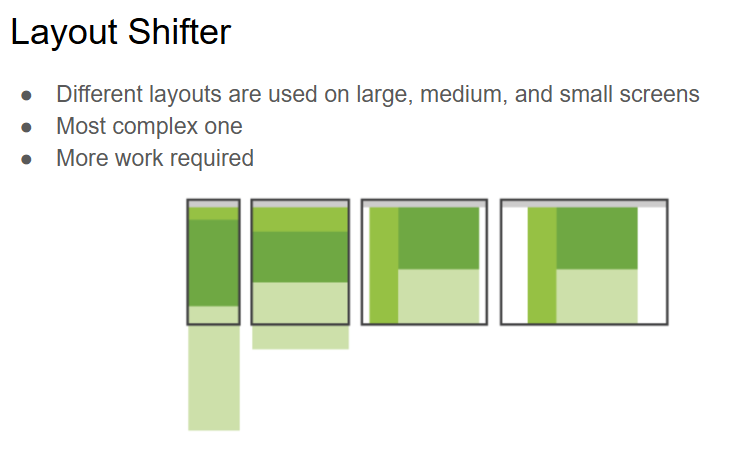 Layout Shifter
● Different layouts are used on large, medium, and small screens
● Most complex one
● More work required